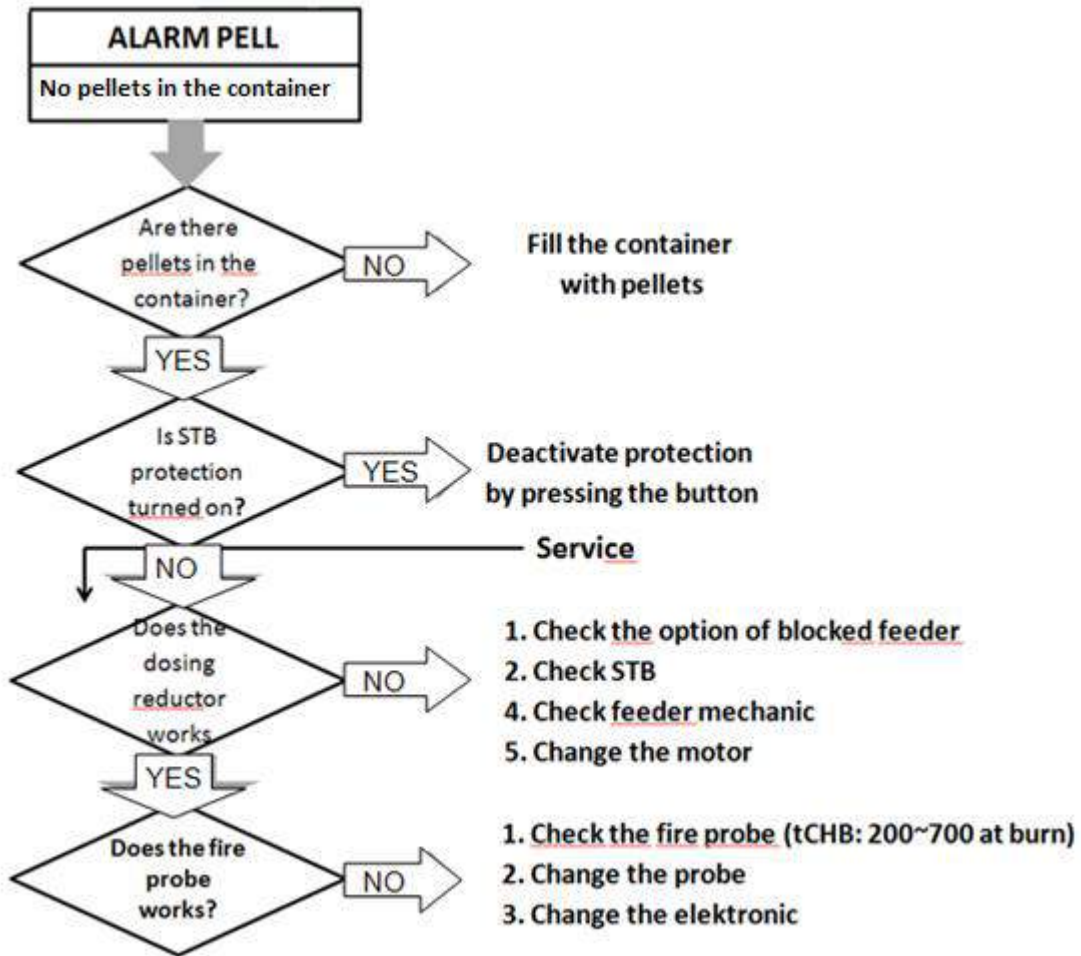 ALARM PELL
No pellets in the container
Are there
pellets in the
container?
NO
Fill the container
with pellets
YES
Is STB
protection
turned on?
YES
Deactivate protection
by pressing the button
Service
NO
Does the
dosing
reductor
works
NO
1. Check the option of blocked feeder
2. Check STB
4. Check feeder mechanic
5. Change the motor
YES
Does the fire
probe
works?
NO
1. Check the fire probe (tCHB: 200~700 at burn)
2. Change the probe
3. Change the elektronic